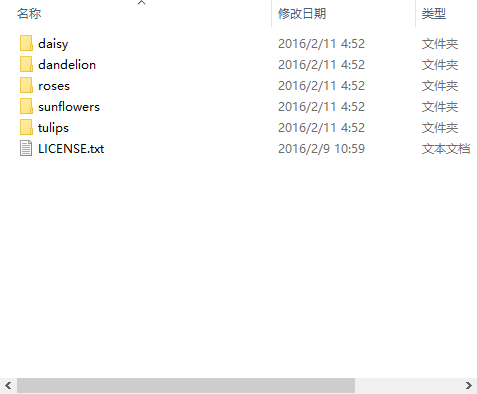 名称 修改日期 类型
daisy 2016/2/11 4:52 文件夹
dandelion 2016/2/11 4:52 文件夹
roses 2016/2/11 4:52 文件夹
sunflowers 2016/2/11 4:52 文件夹
tulips 2016/2/11 4:52 文件夹
LICENSE.txt 2016/2/9 10:59 文本文档